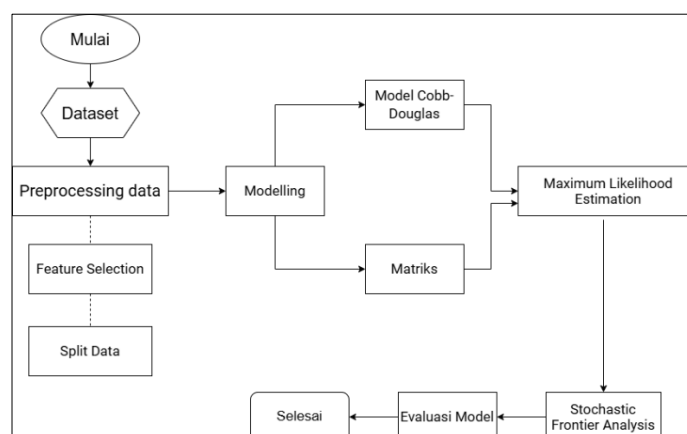 Mulai
Dataset
Preprocessing data
Feature Selection
Split Data
Modelling
Model Cobb-
Douglas
Matriks
Maximum Likelihood
Estimation
Stochastic
Frontier Analysis
Evaluasi Model
Selesai